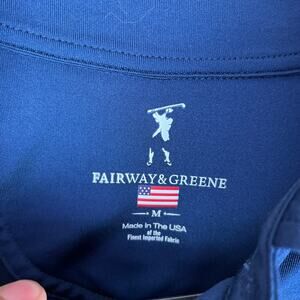 FAIRWAY & GREENE
M
Made In The USA
of the
Finest Imported Fabric